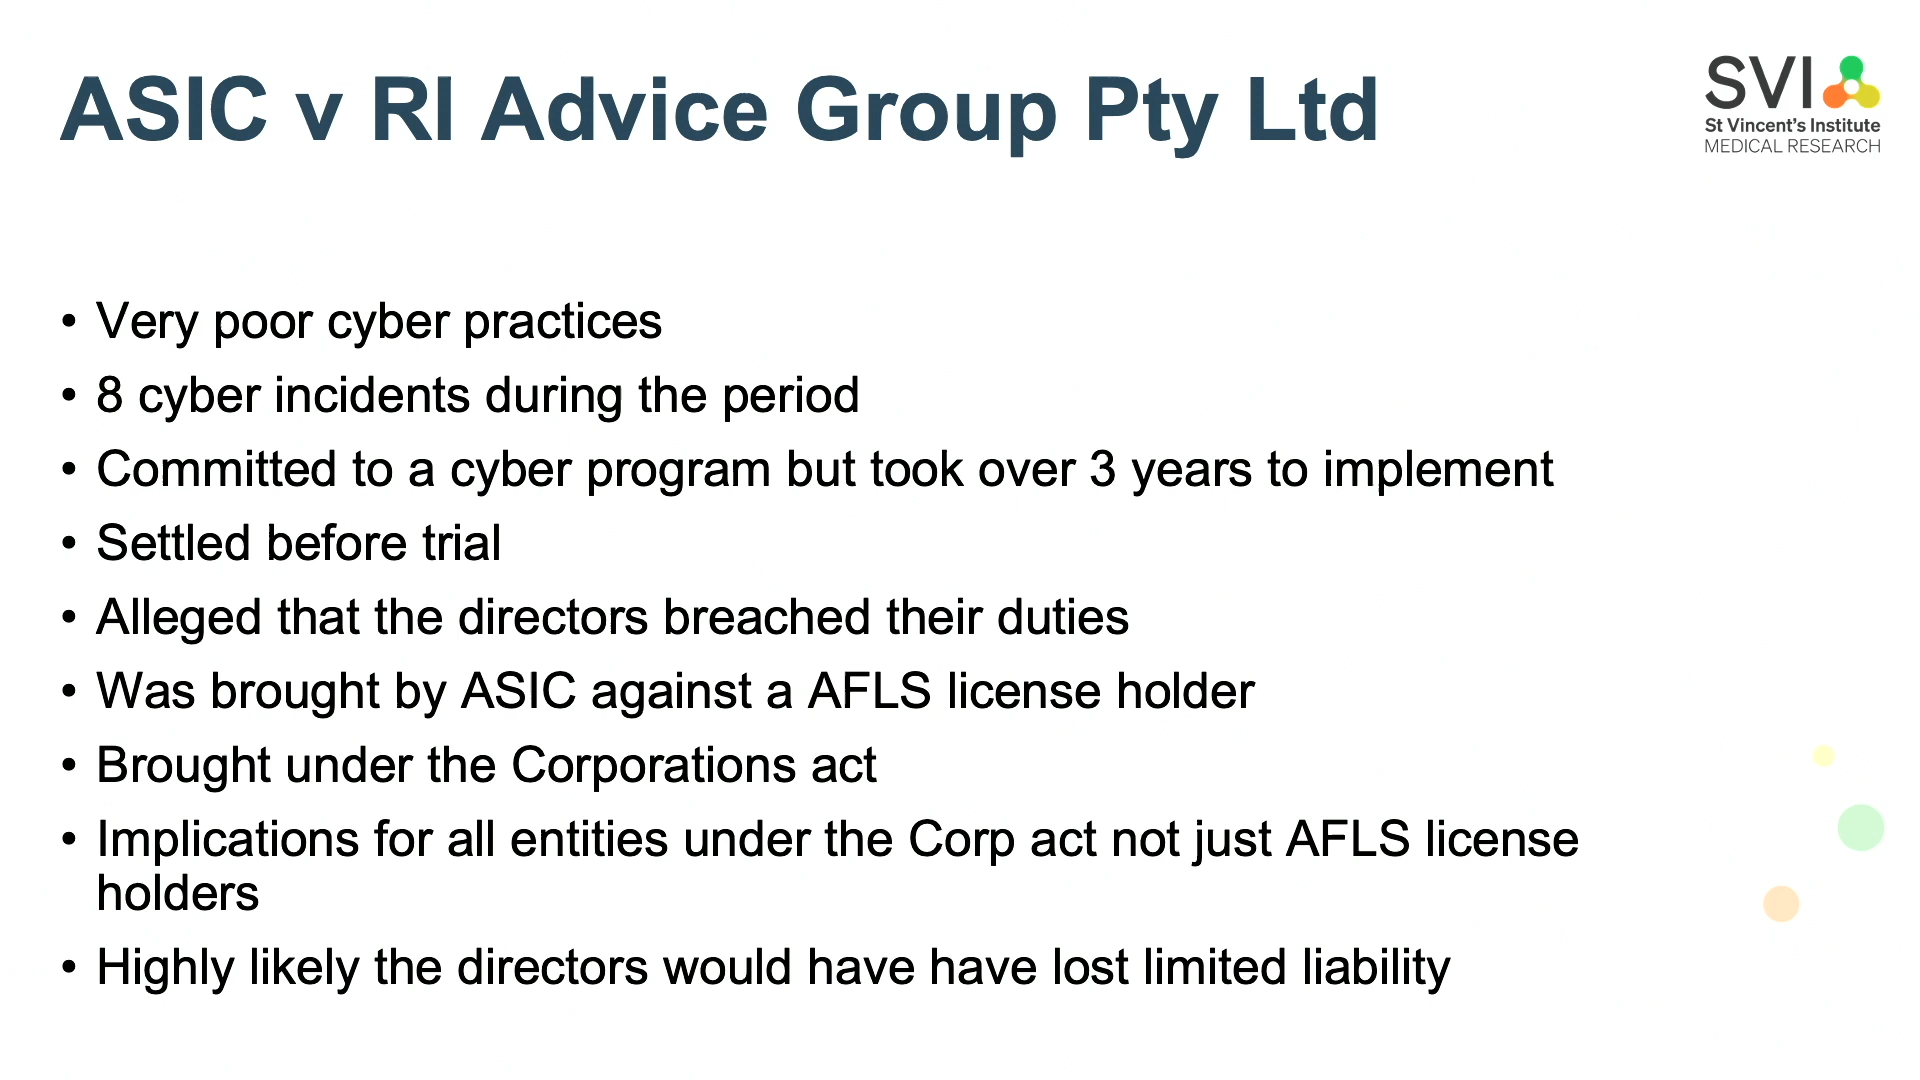 ASIC v RI Advice Group Pty Ltd
SVI
St Vincent's Institute
MEDICAL RESEARCH
• Very poor cyber practices
• 8 cyber incidents during the period
• Committed to a cyber program but took over 3 years to implement
• Settled before trial
• Alleged that the directors breached their duties
• Was brought by ASIC against a AFLS license holder
• Brought under the Corporations act
• Implications for all entities under the Corp act not just AFLS license
holders
• Highly likely the directors would have have lost limited liability